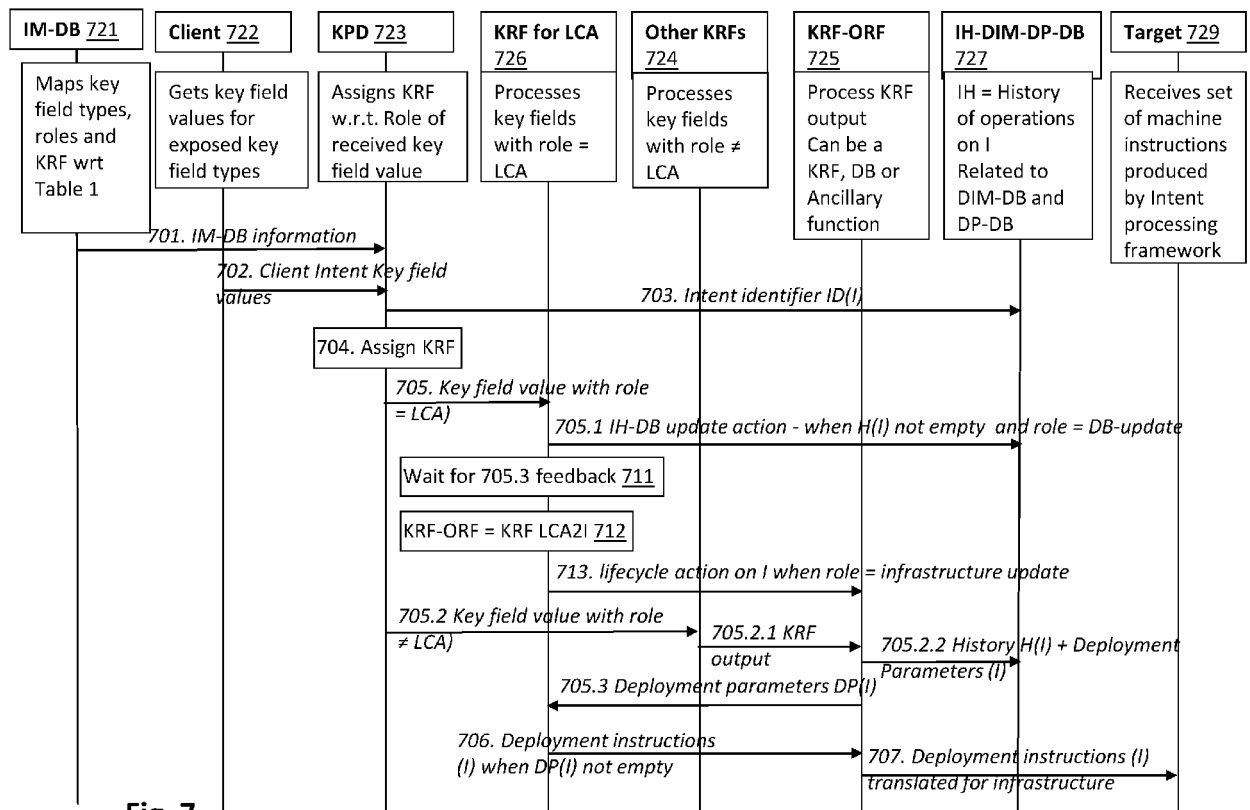 IM-DB 721
Maps key
field types,
roles and
KRF wrt
Table 1
Client 722
Gets key field
values for
exposed key
field types
KPD 723
Assigns KRF
w.r.t. Role of
received key
field value
KRF for LCA
726
Processes
key fields
with role =
LCA
Other KRFs
724
Processes
key fields
with role ≠
LCA
KRF-ORF
725
Process KRF
output
Can be a
KRF, DB or
Ancillary
function
IH-DIM-DP-DB
727
IH = History
of operations
on I
Related to
DIM-DB and
DP-DB
Target 729
Receives set
of machine
instructions
produced
by Intent
processing
framework
701. IM-DB information
702. Client Intent Key field
values
703. Intent identifier ID(I)
704. Assign KRF
705. Key field value with role
= LCA)
705.1 IH-DB update action - when H(I) not empty and role = DB-update
Wait for 705.3 feedback 711
KRF-ORF = KRF LCA2I 712
713. lifecycle action on I when role = infrastructure update
705.2 Key field value with role
≠ LCA)
705.2.1 KRF
output
705.2.2 History H(I) + Deployment
Parameters (I)
705.3 Deployment parameters DP(I)
706. Deployment instructions
(I) when DP(I) not empty
707. Deployment instructions (I)
translated for infrastructure
Fig. 7